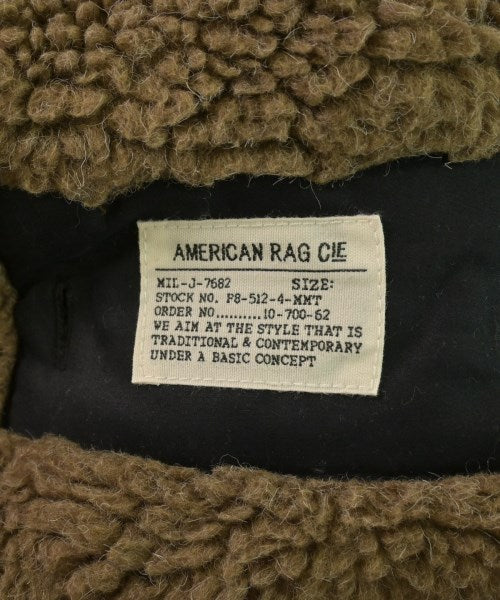 AMERICAN RAG CIE
MIL-J-7682 SIZE:
STOCK NO. F8-512-4-MMT
ORDER NO..........10-700-62
WE AIM AT THE STYLE THAT IS
TRADITIONAL & CONTEMPORARY
UNDER A BASIC CONCEPT